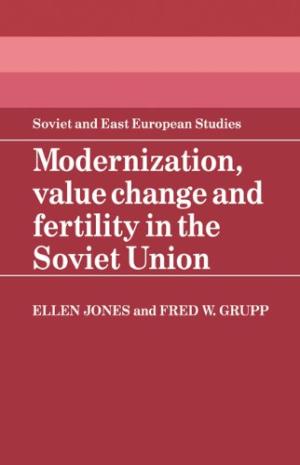 Soviet and East European Studies
Modernization,
value change and
fertility in the
Soviet Union
ELLEN JONES and FRED W. GRUPP